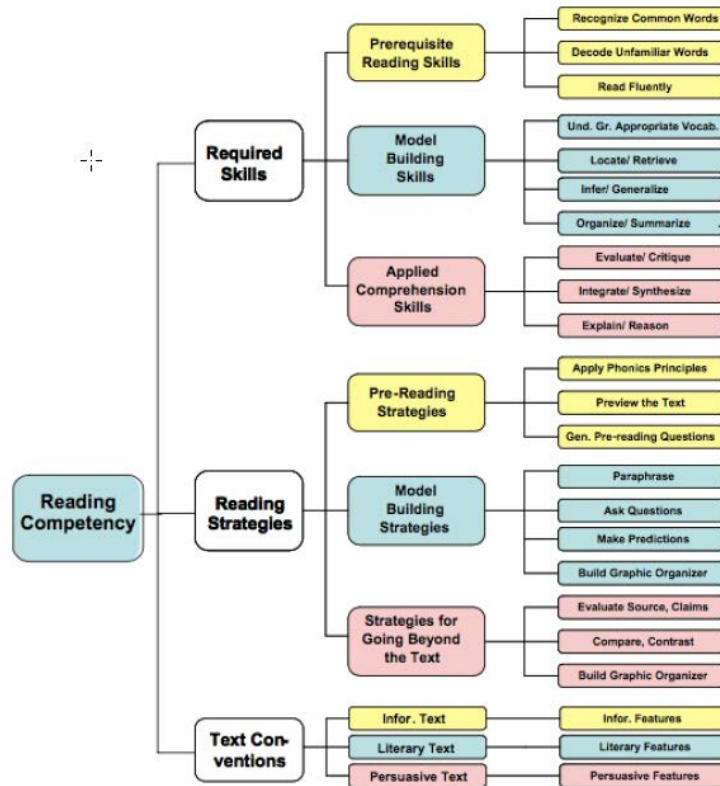 Reading
Competency
Required
Skills
Prerequisite
Reading Skills
Recognize Common Words
Decode Unfamiliar Words
Read Fluently
Model
Building
Skills
Und. Gr. Appropriate Vocab.
Locate/ Retrieve
Infer/ Generalize
Organize/ Summarize
Applied
Comprehension
Skills
Evaluate/ Critique
Integrate/ Synthesize
Explain/ Reason
Reading
Strategies
Pre-Reading
Strategies
Apply Phonics Principles
Preview the Text
Gen. Pre-reading Questions
Model
Building
Strategies
Paraphrase
Ask Questions
Make Predictions
Build Graphic Organizer
Strategies for
Going Beyond
the Text
Evaluate Source, Claims
Compare, Contrast
Build Graphic Organizer
Text Con-
ventions
Infor. Text
Infor. Features
Literary Text
Literary Features
Persuasive Text
Persuasive Features